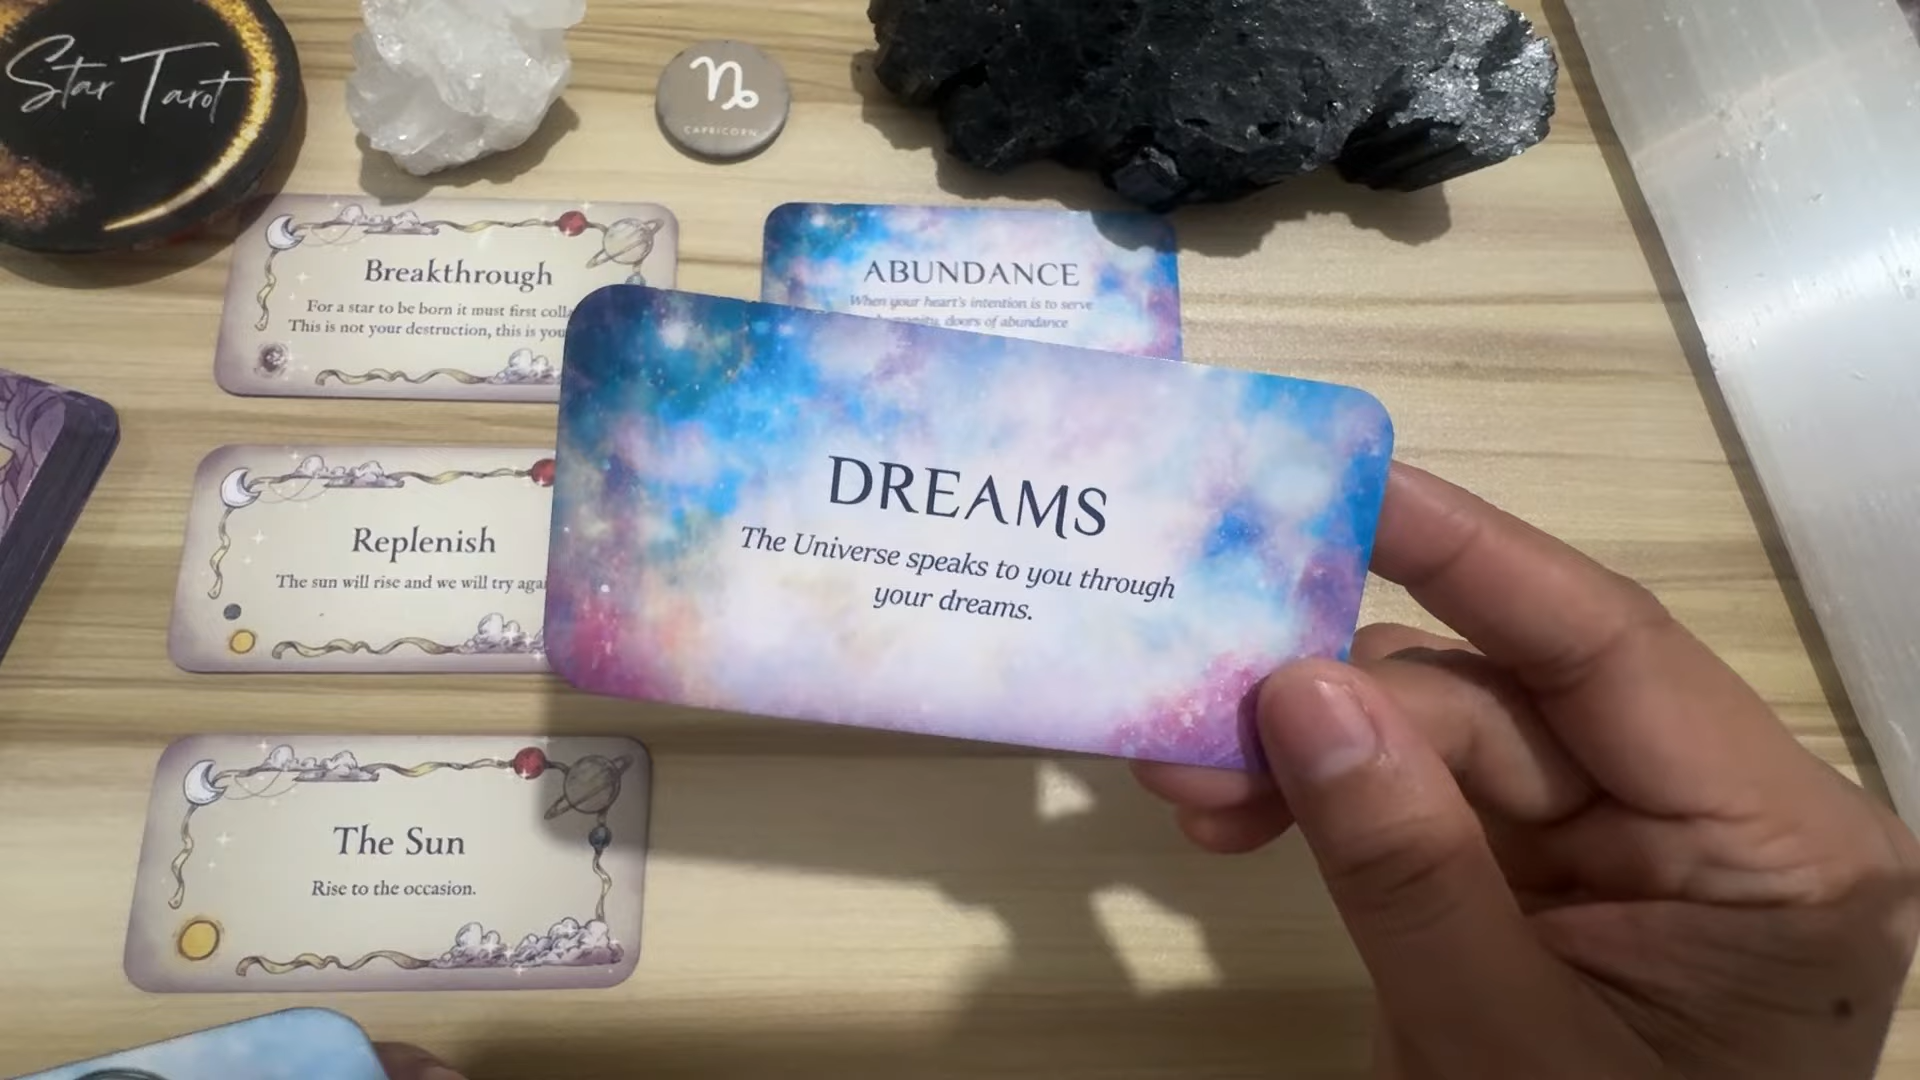 Star Tarot
CAPRICORN
Breakthrough
For a star to be born it must first
This is not your destruction, this is
ABUNDANCE
When your heart's intention is to serve
doors of abundance
DREAMS
The Universe speaks to you through
your dreams.
Replenish
The sun will rise and we will try
The Sun
Rise to the occasion.